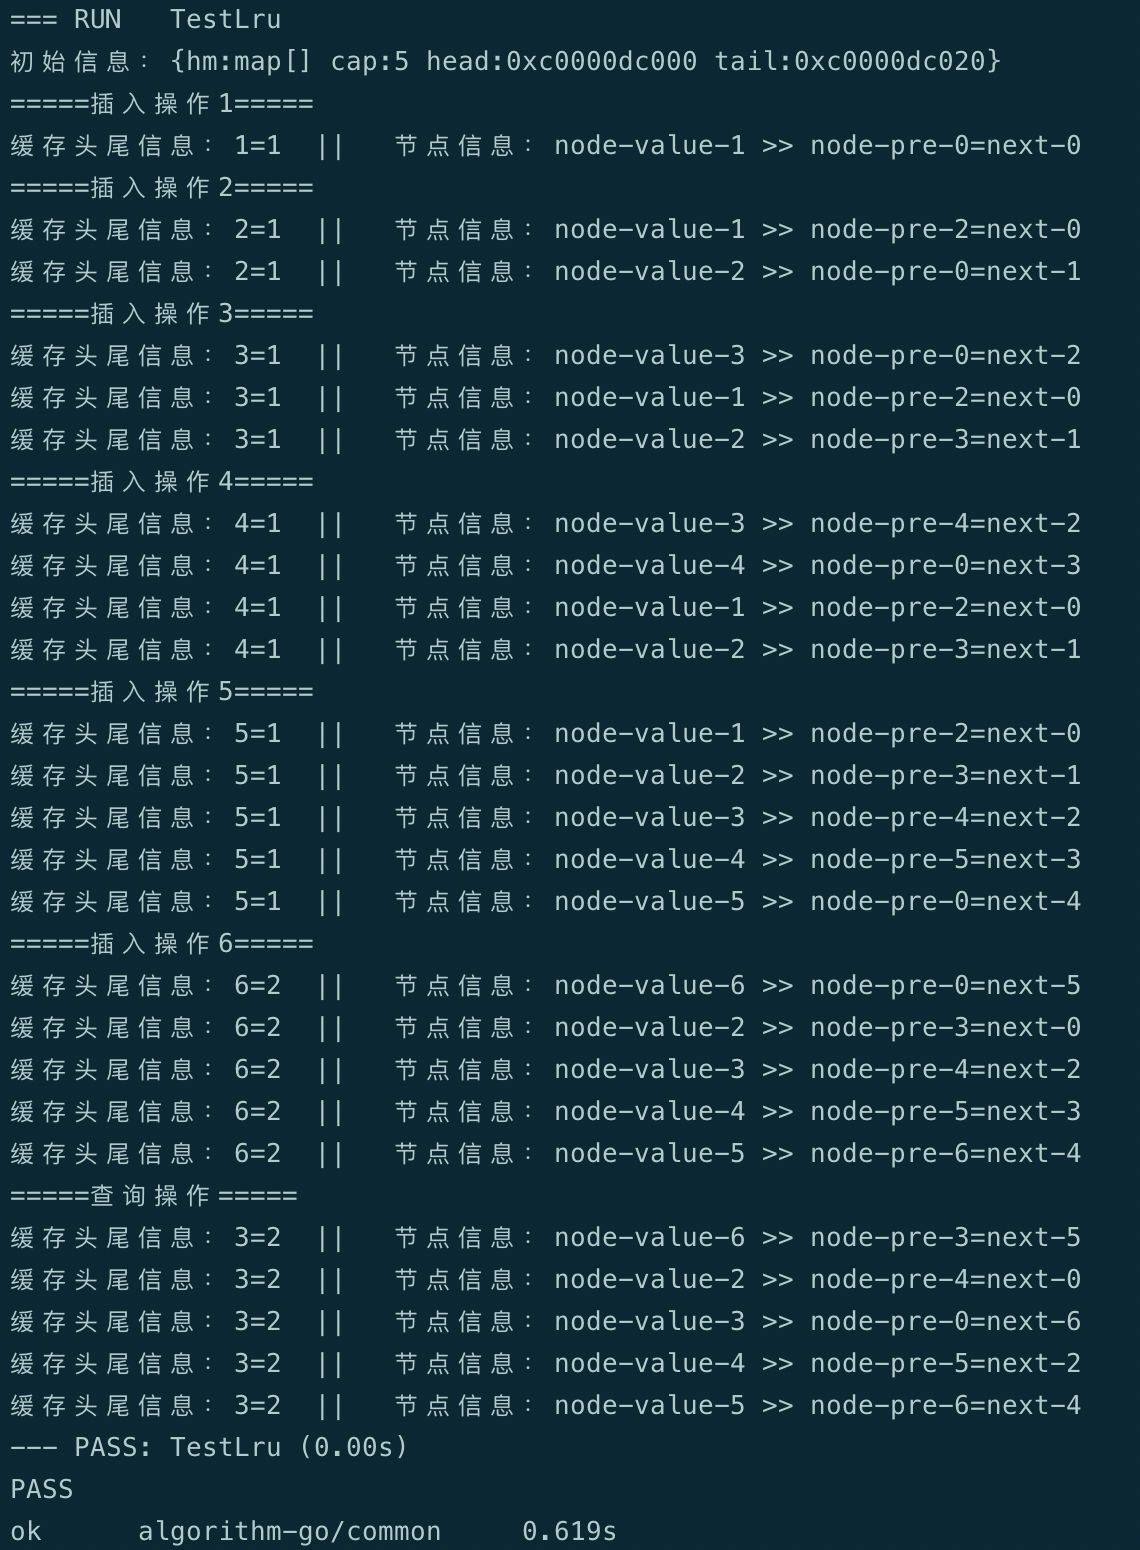 === RUN   TestLru
初始信息： {hm:map[] cap:5 head:0xc0000dc000 tail:0xc0000dc020}
=====插入操作1=====
缓存头尾信息： 1=1  ||   节点信息： node-value-1 >> node-pre-0=next-0
=====插入操作2=====
缓存头尾信息： 2=1  ||   节点信息： node-value-1 >> node-pre-2=next-0
缓存头尾信息： 2=1  ||   节点信息： node-value-2 >> node-pre-0=next-1
=====插入操作3=====
缓存头尾信息： 3=1  ||   节点信息： node-value-3 >> node-pre-0=next-2
缓存头尾信息： 3=1  ||   节点信息： node-value-1 >> node-pre-2=next-0
缓存头尾信息： 3=1  ||   节点信息： node-value-2 >> node-pre-3=next-1
=====插入操作4=====
缓存头尾信息： 4=1  ||   节点信息： node-value-3 >> node-pre-4=next-2
缓存头尾信息： 4=1  ||   节点信息： node-value-4 >> node-pre-0=next-3
缓存头尾信息： 4=1  ||   节点信息： node-value-1 >> node-pre-2=next-0
缓存头尾信息： 4=1  ||   节点信息： node-value-2 >> node-pre-3=next-1
=====插入操作5=====
缓存头尾信息： 5=1  ||   节点信息： node-value-1 >> node-pre-2=next-0
缓存头尾信息： 5=1  ||   节点信息： node-value-2 >> node-pre-3=next-1
缓存头尾信息： 5=1  ||   节点信息： node-value-3 >> node-pre-4=next-2
缓存头尾信息： 5=1  ||   节点信息： node-value-4 >> node-pre-5=next-3
缓存头尾信息： 5=1  ||   节点信息： node-value-5 >> node-pre-0=next-4
=====插入操作6=====
缓存头尾信息： 6=2  ||   节点信息： node-value-6 >> node-pre-0=next-5
缓存头尾信息： 6=2  ||   节点信息： node-value-2 >> node-pre-3=next-0
缓存头尾信息： 6=2  ||   节点信息： node-value-3 >> node-pre-4=next-2
缓存头尾信息： 6=2  ||   节点信息： node-value-4 >> node-pre-5=next-3
缓存头尾信息： 6=2  ||   节点信息： node-value-5 >> node-pre-6=next-4
=====查询操作=====
缓存头尾信息： 3=2  ||   节点信息： node-value-6 >> node-pre-3=next-5
缓存头尾信息： 3=2  ||   节点信息： node-value-2 >> node-pre-4=next-0
缓存头尾信息： 3=2  ||   节点信息： node-value-3 >> node-pre-0=next-6
缓存头尾信息： 3=2  ||   节点信息： node-value-4 >> node-pre-5=next-2
缓存头尾信息： 3=2  ||   节点信息： node-value-5 >> node-pre-6=next-4
--- PASS: TestLru (0.00s)
PASS
ok      algorithm-go/common     0.619s